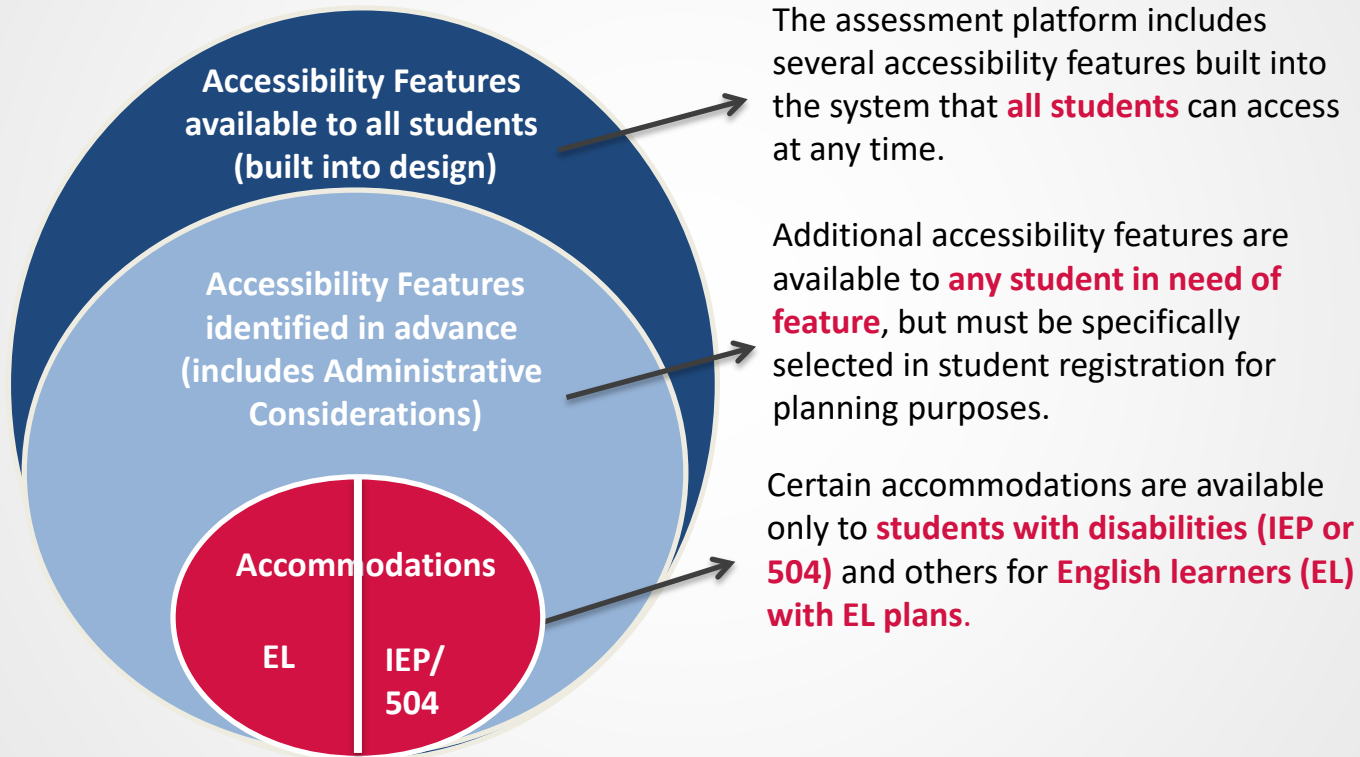 Accessibility Features
available to all students
(built into design)
The assessment platform includes
several accessibility features built into
the system that all students can access
at any time.
Accessibility Features
identified in advance
(includes Administrative
Considerations)
Additional accessibility features are
available to any student in need of
feature, but must be specifically
selected in student registration for
planning purposes.
Accommodations
EL
IEP/
504
Certain accommodations are available
only to students with disabilities (IEP or
504) and others for English learners (EL)
with EL plans.